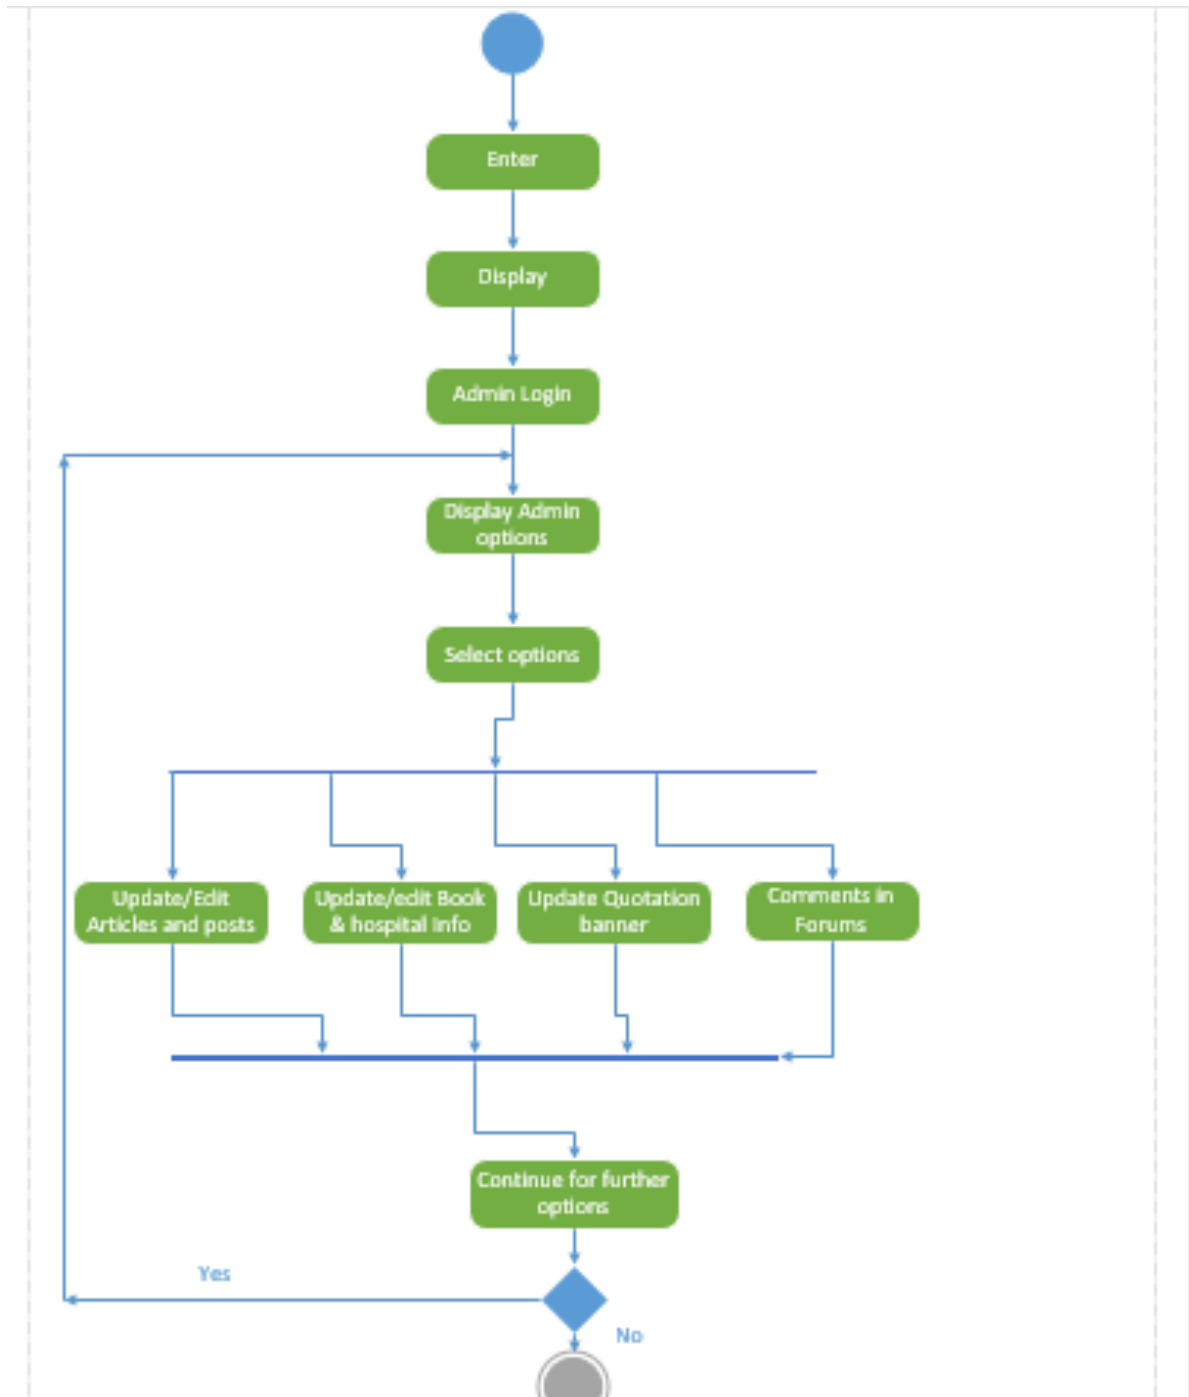 Enter
Display
Admin Login
Display Admin
options
Select options
Update/Edit
Articles and posts
Update/edit Book
& hospital Info
Update Quotation
banner
Comments in
Forums
Continue for further
options
Yes
No